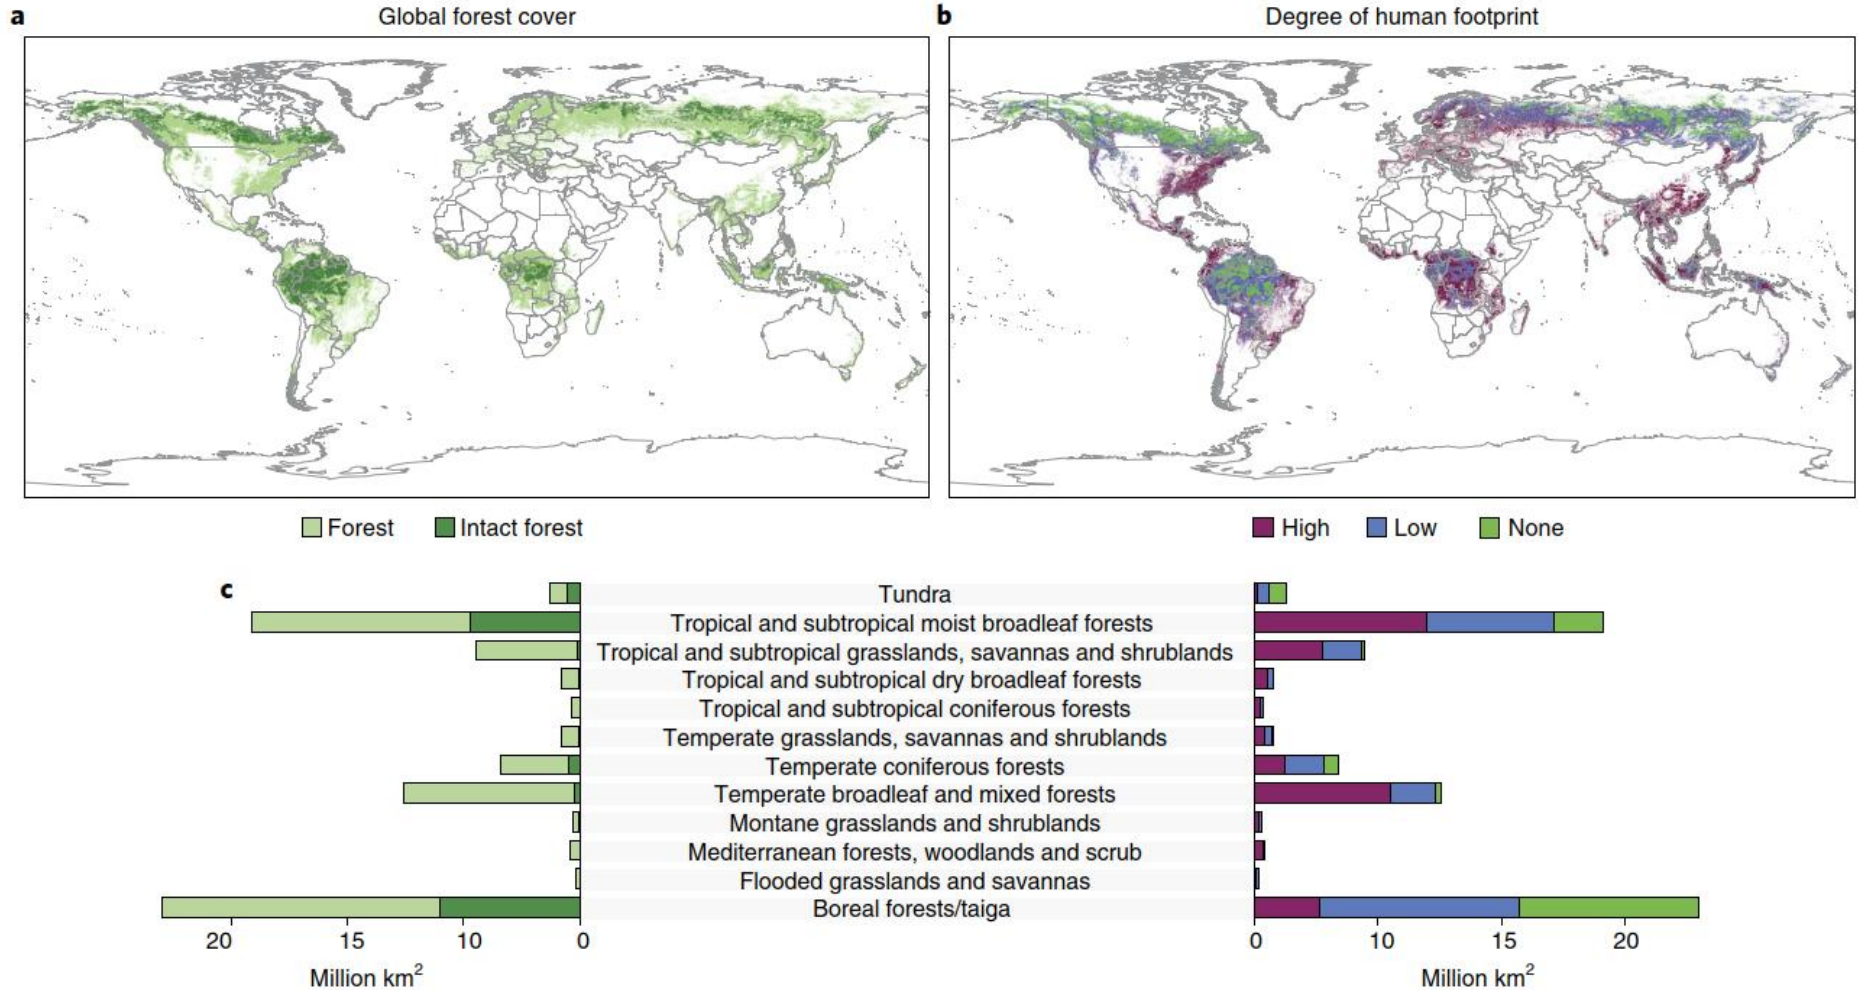 a
Global forest cover
b
Degree of human footprint
Forest
Intact forest
High
Low
None
c
Tundra
Tropical and subtropical moist broadleaf forests
Tropical and subtropical grasslands, savannas and shrublands
Tropical and subtropical dry broadleaf forests
Tropical and subtropical coniferous forests
Temperate grasslands, savannas and shrublands
Temperate coniferous forests
Temperate broadleaf and mixed forests
Montane grasslands and shrublands
Mediterranean forests, woodlands and scrub
Flooded grasslands and savannas
Boreal forests/taiga
20 15 10 0
Million km²
0 10 15 20
Million km²